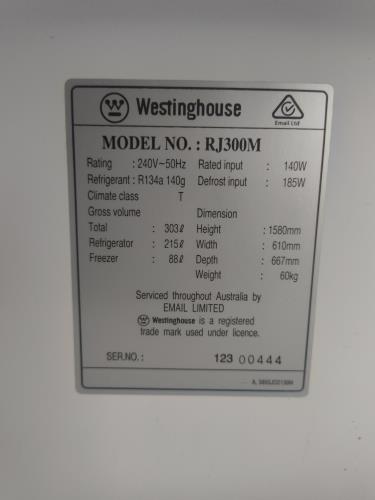 Westinghouse
Email Ltd
MODEL NO. : RJ300M
Rating : 240V~50Hz Rated input : 140W
Refrigerant : R134a 140g Defrost input : 185W
Climate class T
Gross volume Dimension
Total : 303ℓ Height : 1580mm
Refrigerator : 215ℓ Width : 610mm
Freezer : 88ℓ Depth : 667mm
Weight : 60kg
Serviced throughout Australia by
EMAIL LIMITED
W Westinghouse is a registered
trade mark used under licence.
SER.NO. : 123 00444